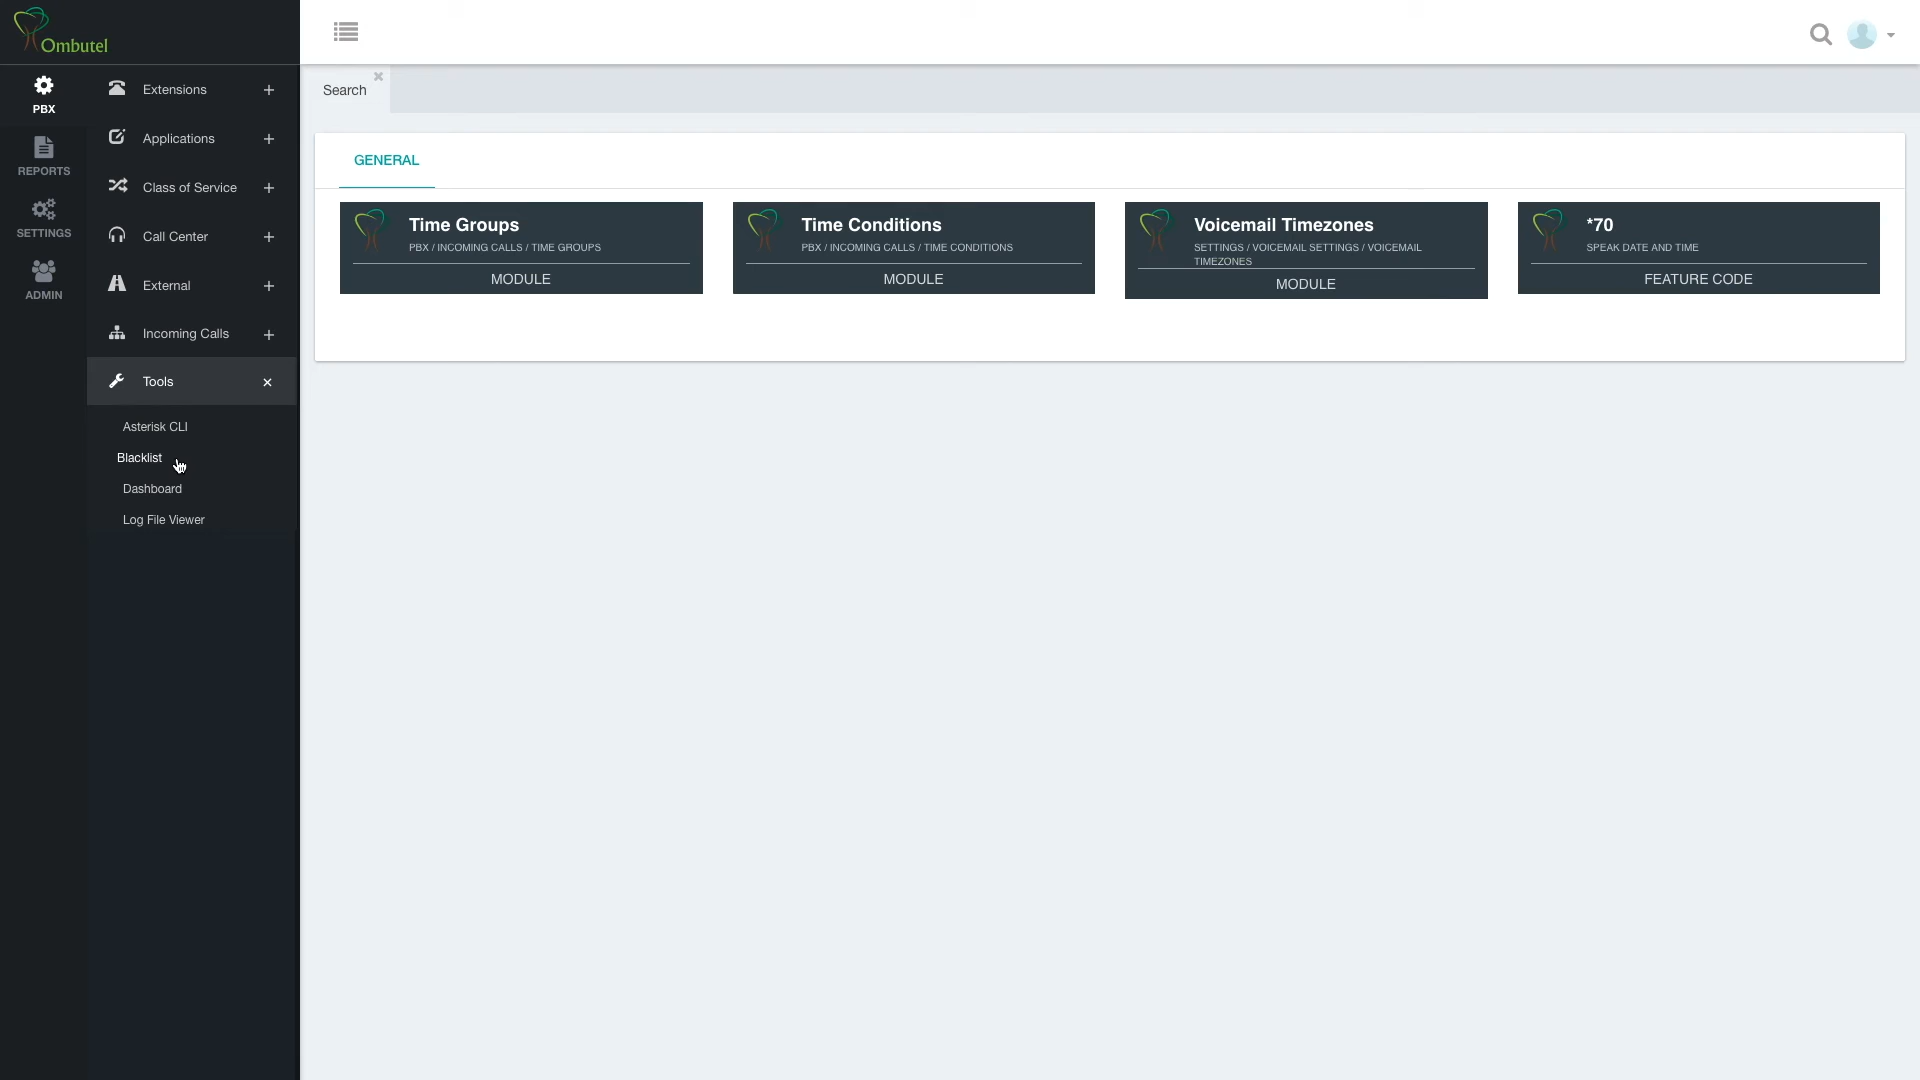 Ombutel
PBX
REPORTS
SETTINGS
ADMIN
Extensions
Applications
Class of Service
Call Center
External
Incoming Calls
Tools
Asterisk CLI
Blacklist
Dashboard
Log File Viewer
Search
GENERAL
Time Groups
PBX / INCOMING CALLS / TIME GROUPS
MODULE
Time Conditions
PBX / INCOMING CALLS / TIME CONDITIONS
MODULE
Voicemail Timezones
SETTINGS / VOICEMAIL SETTINGS / VOICEMAIL
TIMEZONES
MODULE
*70
SPEAK DATE AND TIME
FEATURE CODE